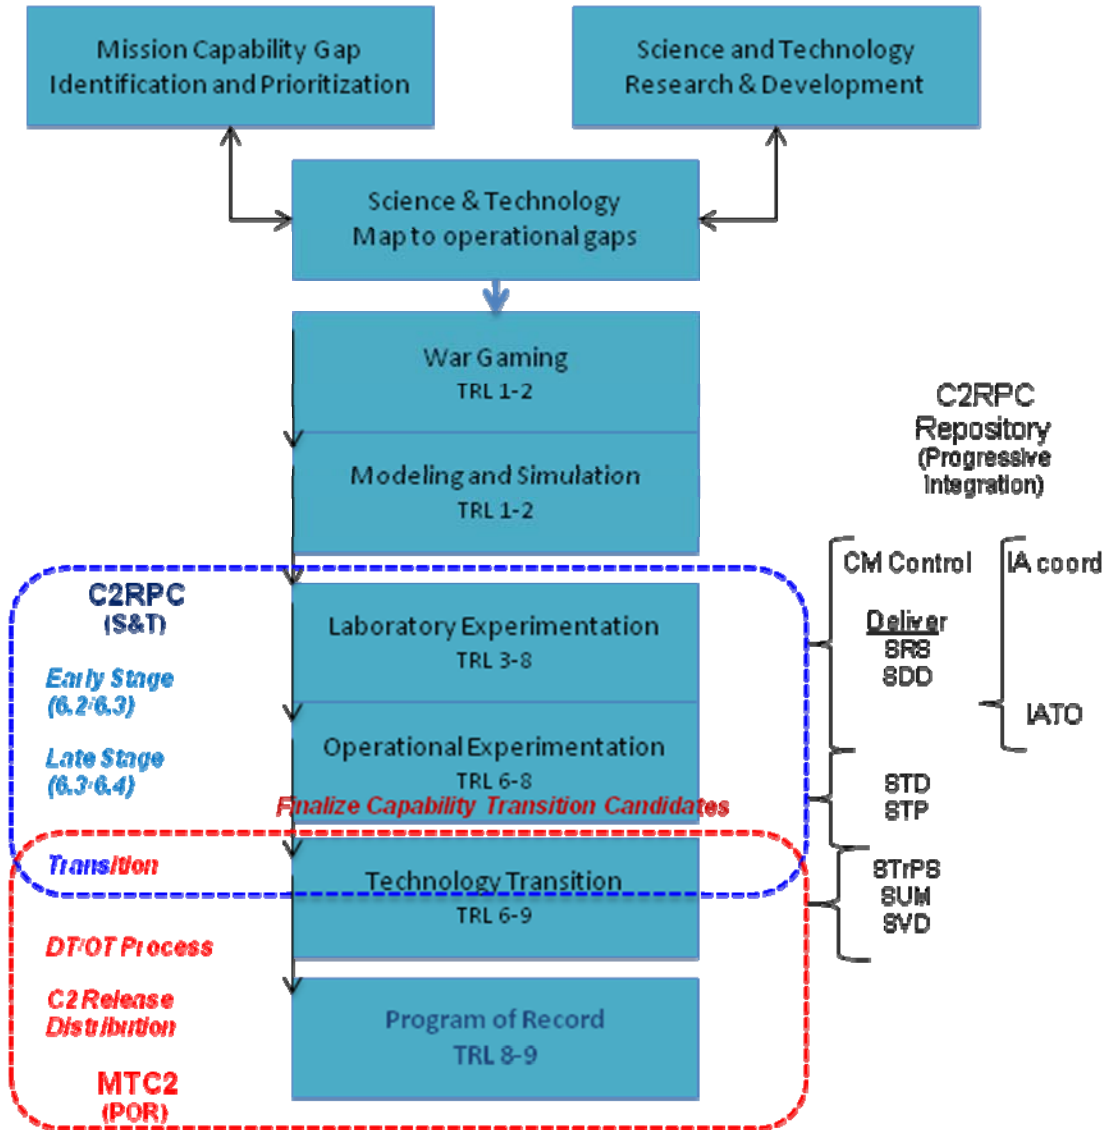 Mission Capability Gap
Identification and Prioritization
Science and Technology
Research & Development
Science & Technology
Map to operational gaps
War Gaming
TRL 1-2
Modeling and Simulation
TRL 1-2
C2RPC
Repository
(Progressive
Integration)
C2RPC
(S&T)
Early Stage
(6.2/6.3)
Late Stage
(6.3/6.4)
Laboratory Experimentation
TRL 3-8
Operational Experimentation
TRL 6-8
Finalize Capability Transition Candidates
CM Control
Deliver
SRS
SDD
IA coord
IATO
STD
STP
STrPS
SUM
SVD
Transition
Technology Transition
TRL 6-9
DT/OT Process
C2 Release
Distribution
MTC2
(POR)
Program of Record
TRL 8-9